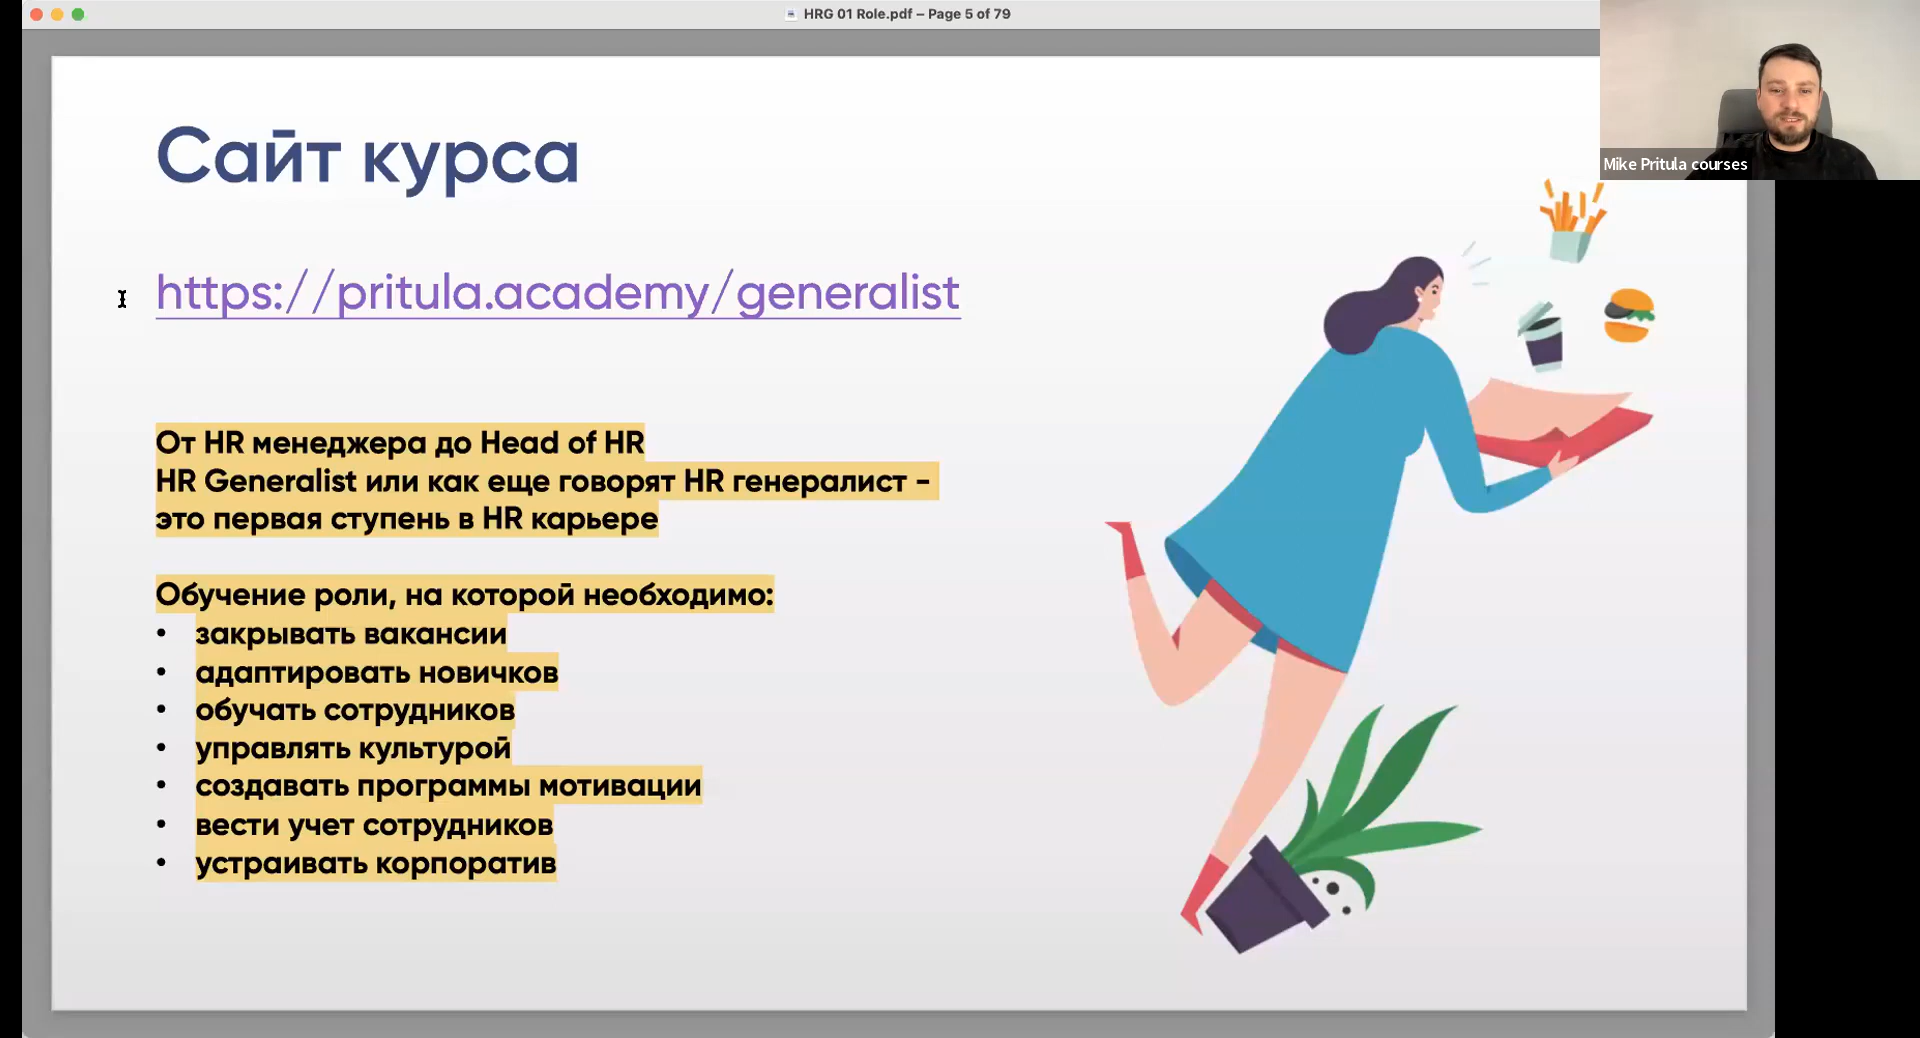 HRG 01 Role.pdf – Page 5 of 79
Mike Pritula courses
Сайт курса
https://pritula.academy/generalist
От HR менеджера до Head of HR
HR Generalist или как еще говорят HR генералист -
это первая ступень в HR карьере
Обучение роли, на которой необходимо:
• закрывать вакансии
• адаптировать новичков
• обучать сотрудников
• управлять культурой
• создавать программы мотивации
• вести учет сотрудников
• устраивать корпоратив